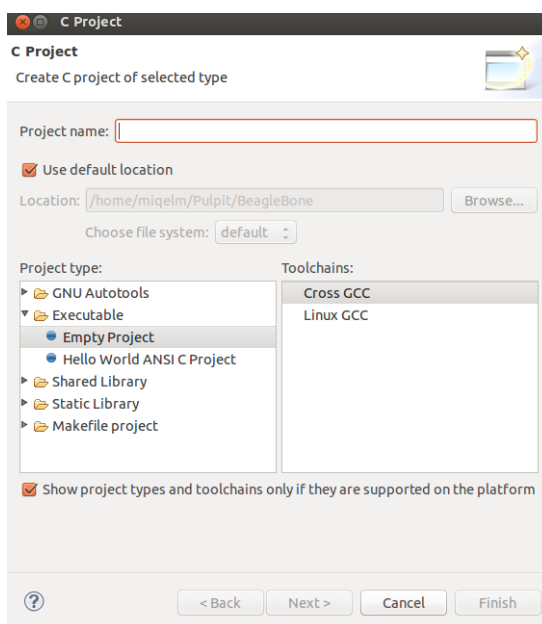 C Project
C Project
Create C project of selected type
Project name:
Use default location
Location: /home/miqelm/Pulpit/BeagleBone Browse...
Choose file system: default
Project type: Toolchains:
GNU Autotools Cross GCC
Executable Linux GCC
Empty Project
Hello World ANSI C Project
Shared Library
Static Library
Makefile project
Show project types and toolchains only if they are supported on the platform
? < Back Next > Cancel Finish